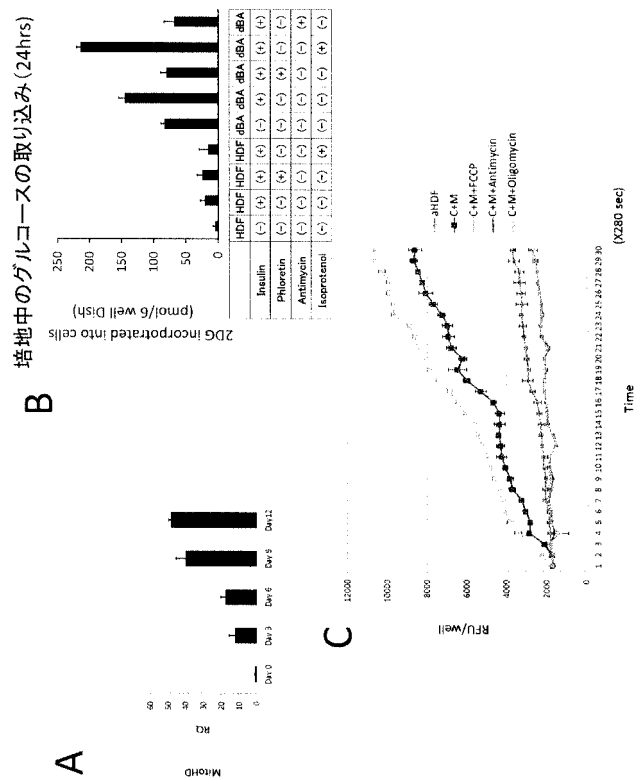 A
MitoHD
RQ
60
50
40
30
20
10
0
Day 0
Day 3
Day 6
Day 9
Day12
B
培地中のグルコースの取り込み (24hrs)
2DG incorpotrated into cells
(pmol/6 well Dish)
250
200
150
100
50
0
HDF HDF HDF HDF dBA dBA dBA dBA dBA
Insulin (-) (+) (+) (+) (-) (+) (+) (+) (+)
Phloretin (-) (-) (+) (-) (-) (-) (+) (-) (-)
Antimycin (-) (-) (-) (-) (-) (-) (-) (-) (+)
Isoprotenol (-) (-) (-) (+) (-) (-) (-) (+) (-)
C
RFU/well
12000
10000
8000
6000
4000
2000
0
1 2 3 4 5 6 7 8 9 10 11 12 13 14 15 16 17 18 19 20 21 22 23 24 25 26 27 28 29 30
Time
(X280 sec)
aHDF
C+M
C+M+FCCP
C+M+Antimycin
C+M+Oligomycin